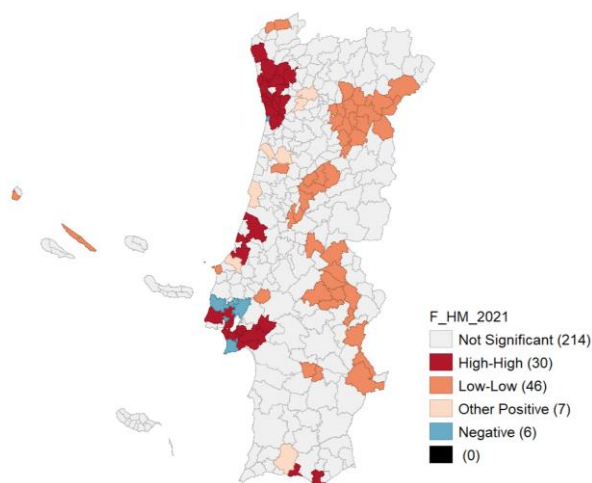 F_HM_2021
Not Significant (214)
High-High (30)
Low-Low (46)
Other Positive (7)
Negative (6)
(0)